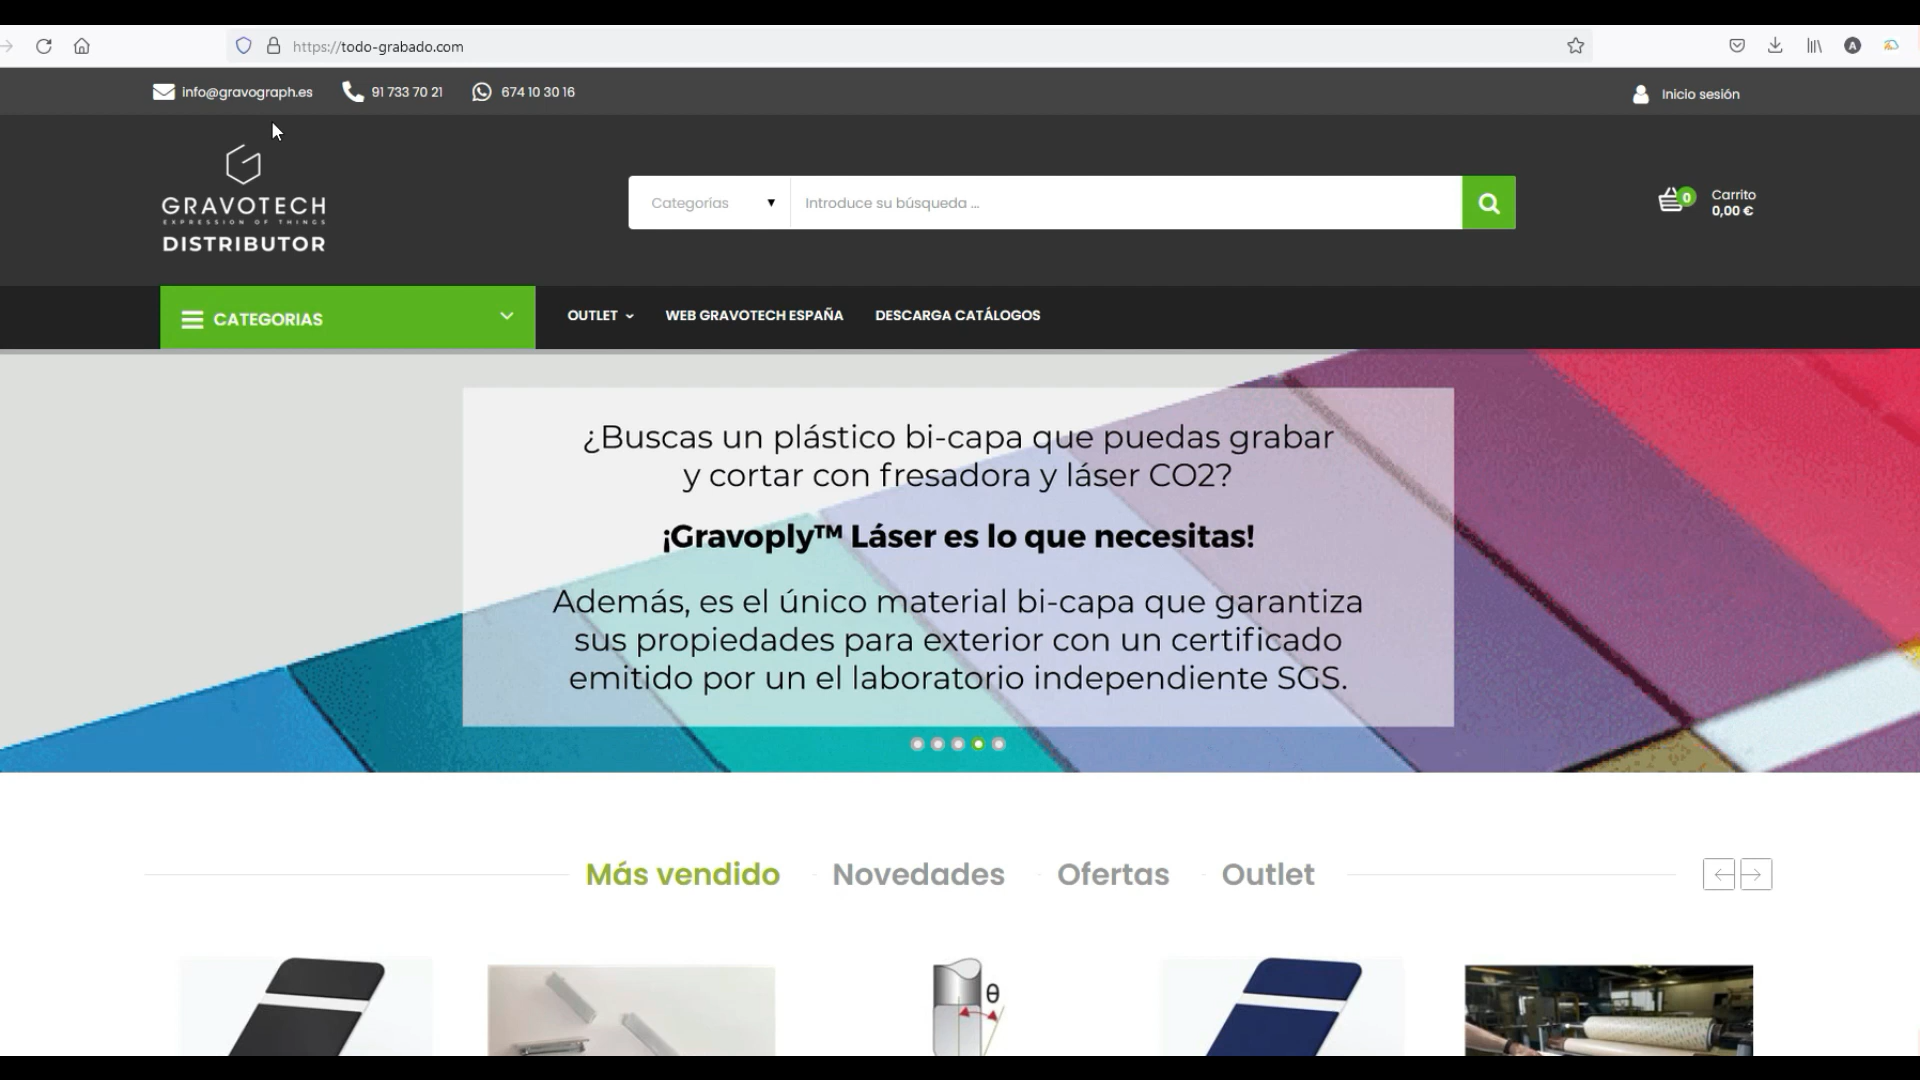 https://todo-grabado.com
A
info@gravograph.es
91 733 70 21
674 10 30 16
Inicio sesión
GRAVOTECH
EXPRESSION OF THINGS
DISTRIBUTOR
Categorías
Introduce su búsqueda ...
0
Carrito
0,00 €
CATEGORIAS
OUTLET
WEB GRAVOTECH ESPAÑA
DESCARGA CATÁLOGOS
¿Buscas un plástico bi-capa que puedas grabar
y cortar con fresadora y láser CO2?
¡Gravoply™ Láser es lo que necesitas!
Además, es el único material bi-capa que garantiza
sus propiedades para exterior con un certificado
emitido por un el laboratorio independiente SGS.
Más vendido
Novedades
Ofertas
Outlet
θ